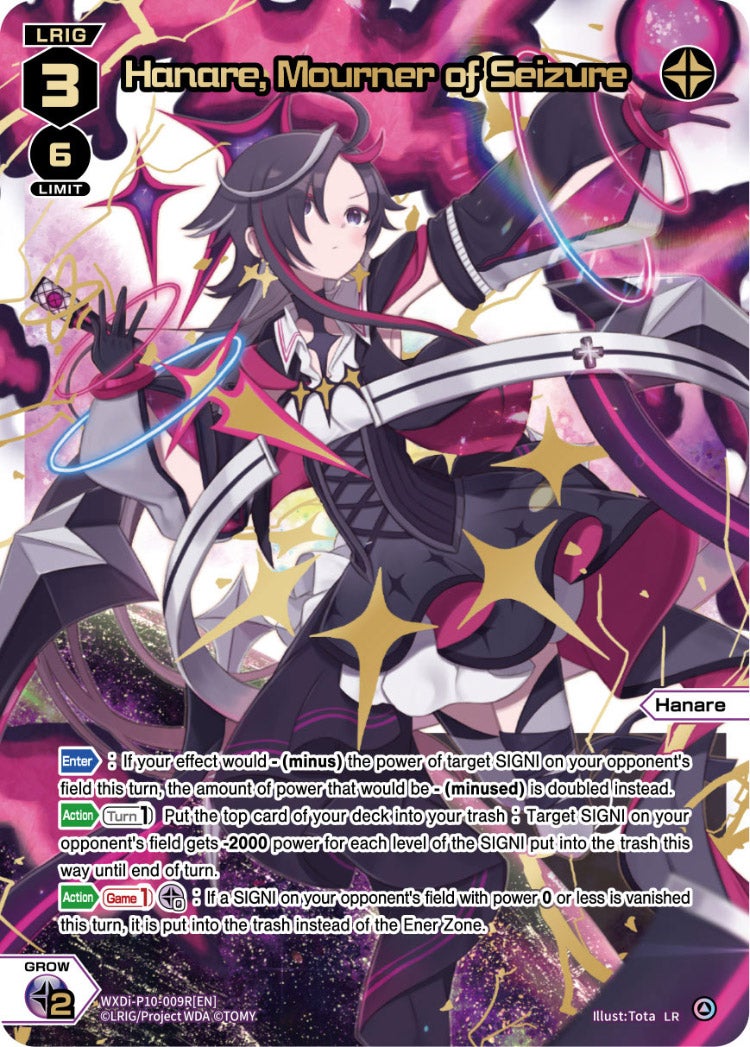 LRIG
3
Hanare, Mourner of Seizure
6
LIMIT
Hanare
Enter : If your effect would - (minus) the power of target SIGNI on your opponent's
field this turn, the amount of power that would be - (minused) is doubled instead.
Action Turn 1 Put the top card of your deck into your trash : Target SIGNI on your
opponent's field gets -2000 power for each level of the SIGNI put into the trash this
way until end of turn.
Action Game 1 0 : If a SIGNI on your opponent's field with power 0 or less is vanished
this turn, it is put into the trash instead of the Ener Zone.
GROW
2
WXDi-P10-009R[EN]
©LRIG/Project WDA ©TOMY.
Illust:Tota LR